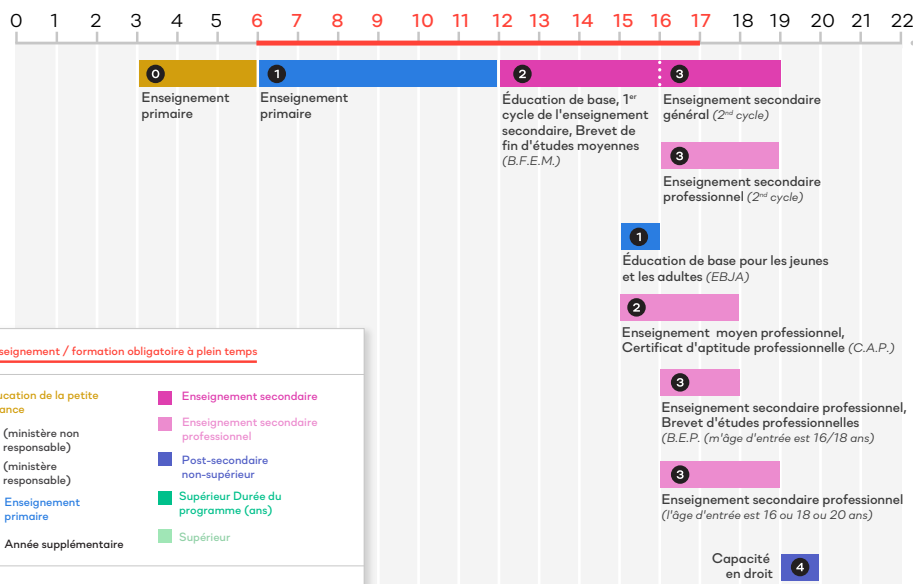 0 1 2 3 4 5 6 7 8 9 10 11 12 13 14 15 16 17 18 19 20 21 22
0 1 2 3
Enseignement
primaire
Enseignement
primaire
Éducation de base, 1er
cycle de l'enseignement
secondaire, Brevet de
fin d'études moyennes
(B.F.E.M.)
Enseignement secondaire
général (2nd cycle)
3
Enseignement secondaire
professionnel (2nd cycle)
1
Éducation de base pour les jeunes
et les adultes (EBJA)
2
Enseignement moyen professionnel,
Certificat d'aptitude professionnelle (C.A.P.)
3
Enseignement secondaire professionnel,
Brevet d'études professionnelles
(B.E.P. (m'âge d'entrée est 16/18 ans)
3
Enseignement secondaire professionnel
(l'âge d'entrée est 16 ou 18 ou 20 ans)
Capacité
en droit
4
seignement / formation obligatoire à plein temps
ucation de la petite
ance
(ministère non
responsable)
(ministère
responsable)
Enseignement
primaire
Année supplémentaire
Enseignement secondaire
Enseignement secondaire
professionnel
Post-secondaire
non-supérieur
Supérieur Durée du
programme (ans)
Supérieur